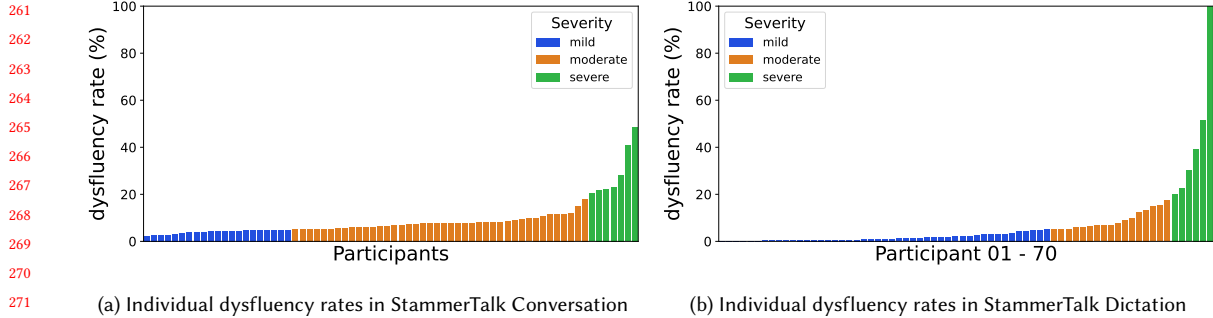 261
262
263
264
265
266
267
268
269
270
271
100
80
60
40
20
0
dysfluency rate (%)
Severity
mild
moderate
severe
Participants
(a) Individual dysfluency rates in StammerTalk Conversation
100
80
60
40
20
0
dysfluency rate (%)
Severity
mild
moderate
severe
Participant 01 - 70
(b) Individual dysfluency rates in StammerTalk Dictation